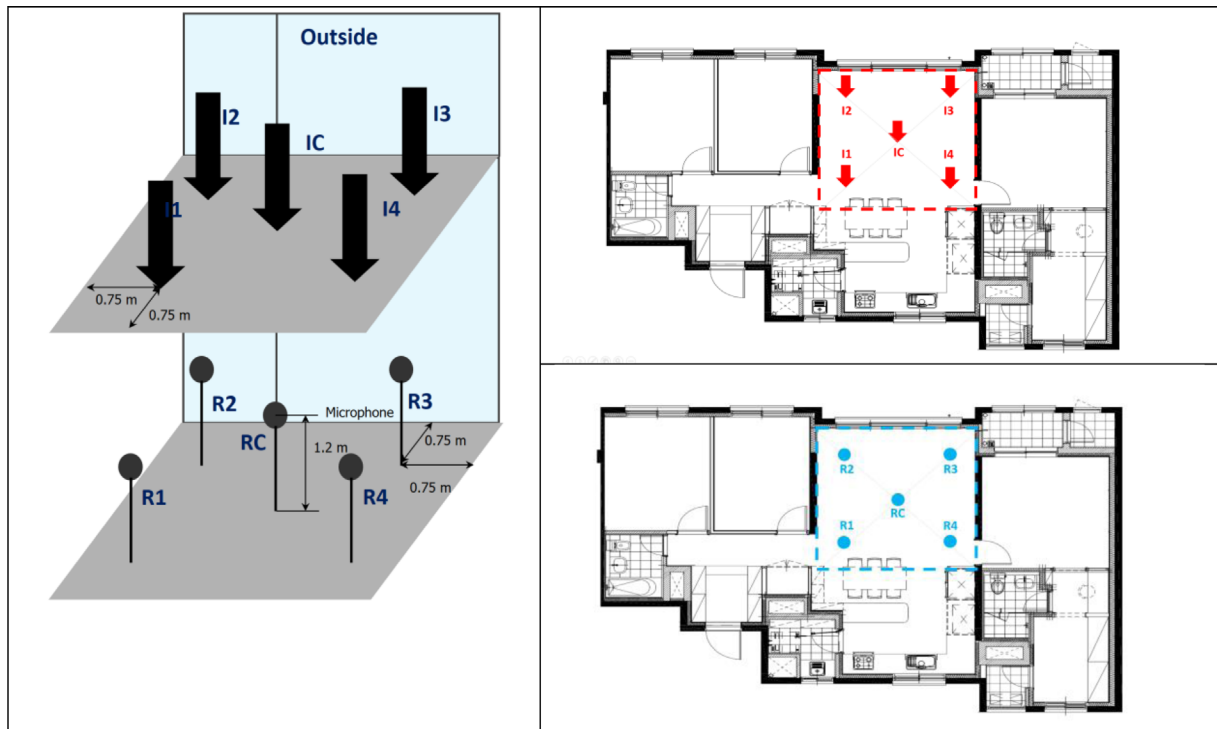 Outside
I2
I3
IC
I1
I4
0.75 m
0.75 m
R2
R3
Microphone
RC
0.75 m
1.2 m
0.75 m
R1
R4
I2
I3
I1
IC
I4
R2
R3
RC
R1
R4